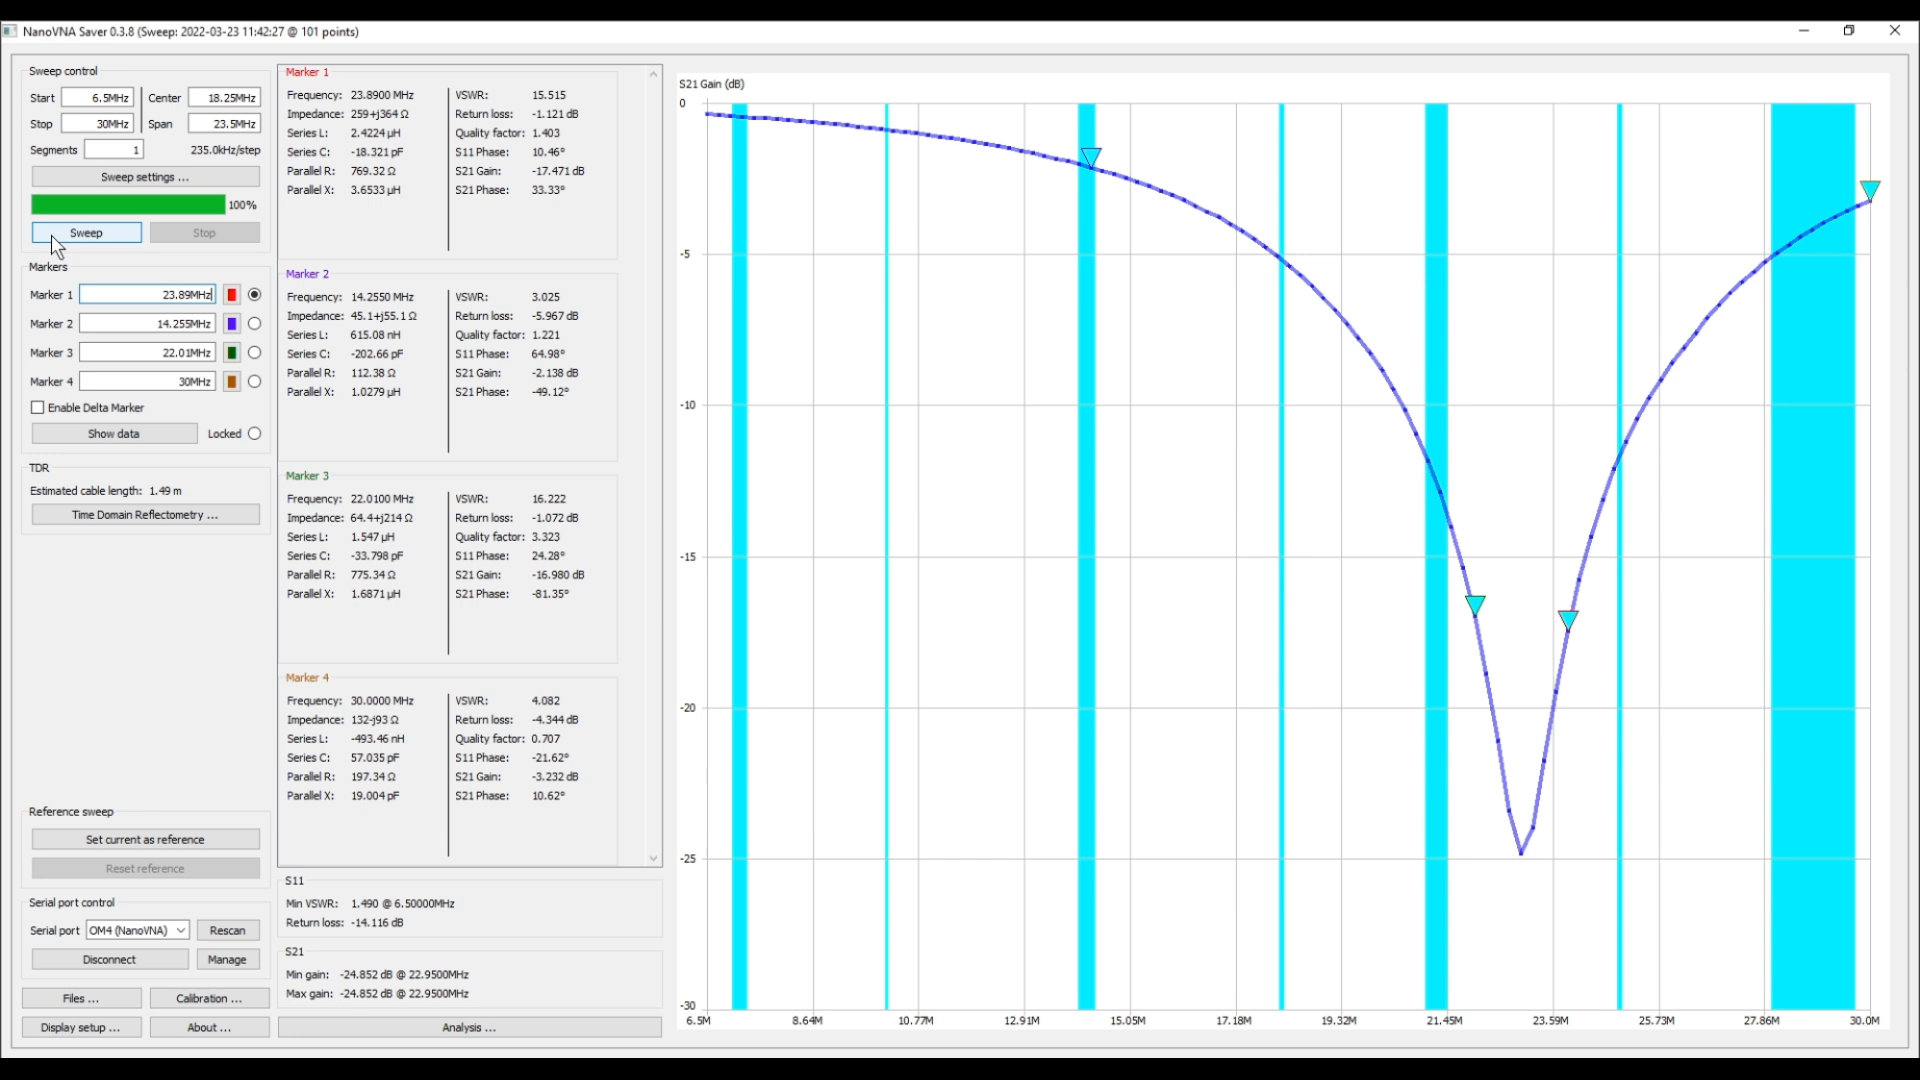 NanoVNA Saver 0.3.8 (Sweep: 2022-03-23 11:42:27 @ 101 points)
Sweep control
Start 6.5MHz Center 18.25MHz
Stop 30MHz Span 23.5MHz
Segments 1 235.0kHz/step
Sweep settings ...
100%
Sweep Stop
Markers
Marker 1 23.89MHz
Marker 2 14.255MHz
Marker 3 22.01MHz
Marker 4 30MHz
Enable Delta Marker
Show data Locked
TDR
Estimated cable length: 1.49 m
Time Domain Reflectometry ...
Reference sweep
Set current as reference
Reset reference
Serial port control
Serial port OM4 (NanoVNA) Rescan
Disconnect Manage
Files ... Calibration ...
Display setup ... About ...
Marker 1
Frequency: 23.8900 MHz VSWR: 15.515
Impedance: 259+j364 Ω Return loss: -1.121 dB
Series L: 2.4224 µH Quality factor: 1.403
Series C: -18.321 pF S11 Phase: 10.46°
Parallel R: 769.32 Ω S21 Gain: -17.471 dB
Parallel X: 3.6533 µH S21 Phase: 33.33°
Marker 2
Frequency: 14.2550 MHz VSWR: 3.025
Impedance: 45.1+j55.1 Ω Return loss: -5.967 dB
Series L: 615.08 nH Quality factor: 1.221
Series C: -202.66 pF S11 Phase: 64.98°
Parallel R: 112.38 Ω S21 Gain: -2.138 dB
Parallel X: 1.0279 µH S21 Phase: -49.12°
Marker 3
Frequency: 22.0100 MHz VSWR: 16.222
Impedance: 64.4+j214 Ω Return loss: -1.072 dB
Series L: 1.547 µH Quality factor: 3.323
Series C: -33.798 pF S11 Phase: 24.28°
Parallel R: 775.34 Ω S21 Gain: -16.980 dB
Parallel X: 1.6871 µH S21 Phase: -81.35°
Marker 4
Frequency: 30.0000 MHz VSWR: 4.082
Impedance: 132-j93 Ω Return loss: -4.344 dB
Series L: -493.46 nH Quality factor: 0.707
Series C: 57.035 pF S11 Phase: -21.62°
Parallel R: 197.34 Ω S21 Gain: -3.232 dB
Parallel X: 19.004 pF S21 Phase: 10.62°
S11
Min VSWR: 1.490 @ 6.50000MHz
Return loss: -14.116 dB
S21
Min gain: -24.852 dB @ 22.9500MHz
Max gain: -24.852 dB @ 22.9500MHz
Analysis ...
S21 Gain (dB)
0
-5
-10
-15
-20
-25
-30
6.5M 8.64M 10.77M 12.91M 15.05M 17.18M 19.32M 21.45M 23.59M 25.73M 27.86M 30.0M